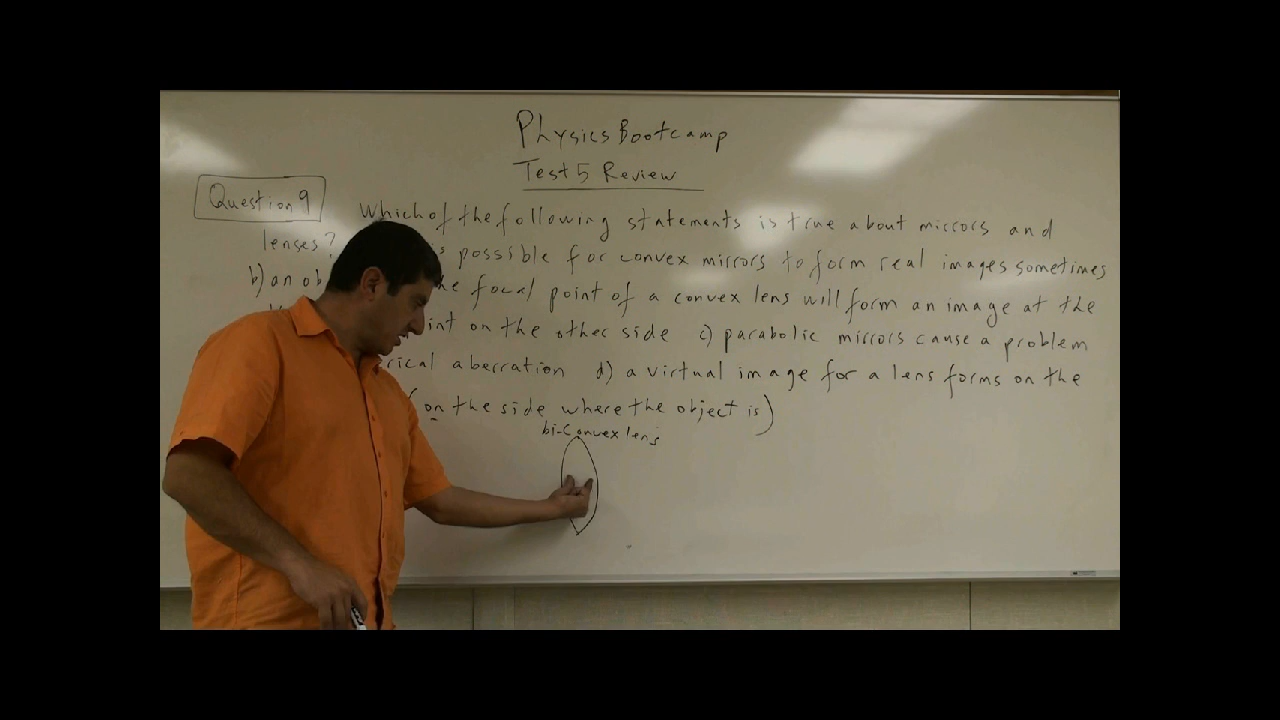 Physics Bootcamp
Test 5 Review
Question 9
Which of the following statements is true about mirrors and
lenses? is possible for convex mirrors to form real images sometimes
b) an ob he focal point of a convex lens will form an image at the
int on the other side c) parabolic mirrors cause a problem
rical aberration d) a virtual image for a lens forms on the
(on the side where the object is)
bi-convex lens